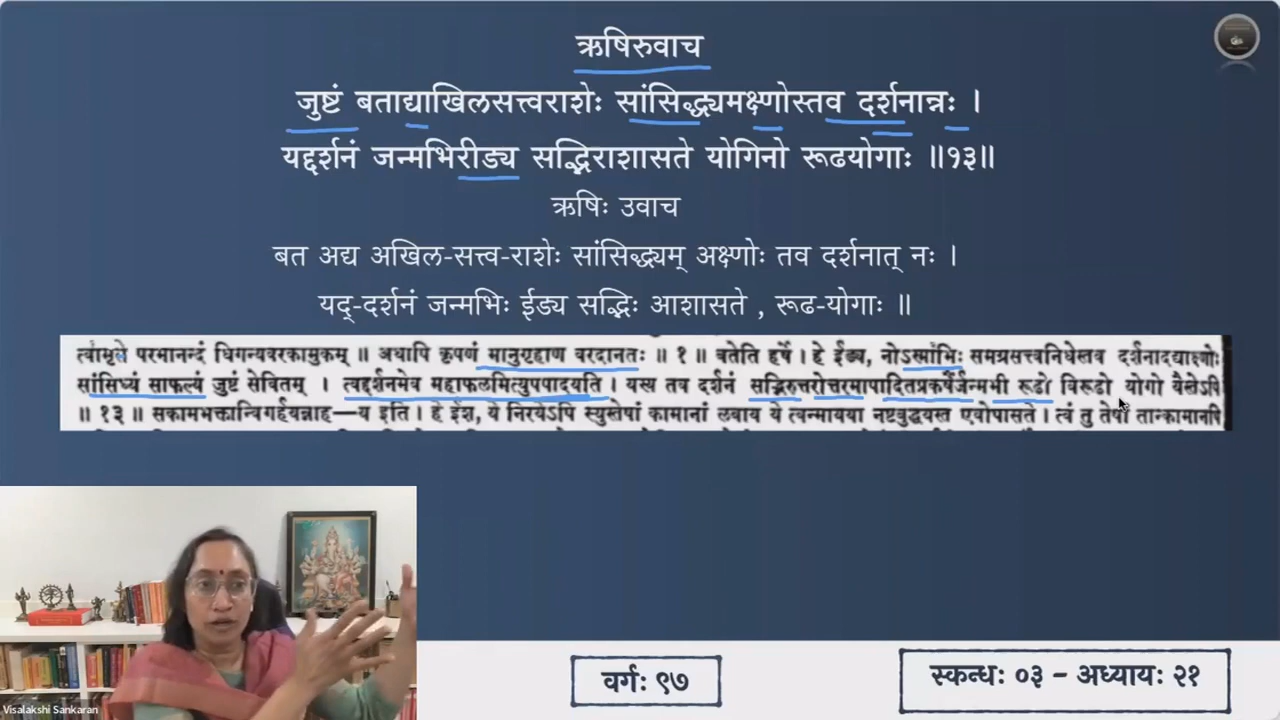 ऋषिरुवाच
जुष्टं बताद्याखिलसत्त्वराशेः सांसिद्ध्यमक्ष्णोस्तव दर्शनान्नः ।
यद्दर्शनं जन्मभिरीड्य सद्भिराशासते योगिनो रूढयोगाः ॥१३॥
ऋषिः उवाच
बत अद्य अखिल-सत्त्व-राशेः सांसिद्ध्यम् अक्ष्णोः तव दर्शनात् नः ।
यद्-दर्शनं जन्मभिः ईड्य सद्भिः आशासते , रूढ-योगाः ॥
परमानन्दं धिगन्यवरकामुकम् ॥ अथापि कृपणं मानुगृहाण वरदानतः ॥ १ ॥ बतेति हर्षे । हे ईड्य, नोऽस्माभिः समग्रसत्त्वनिधेस्तव दर्शनादद्याक्ष्णोः
सांसिध्यं साफल्यं जुष्टं सेवितम् । त्वद्दर्शनमेव महाफलमित्युपपादयति । यस्य तव दर्शनं सद्भिरुत्तरोत्तरमापादितप्रकर्षैर्जन्मभी रूढो विरूढो योगो यैस्तेऽपि
॥ १३ ॥ सकामभक्तान्विगर्हयन्नाह—य इति । हे ईश, ये निरयेऽपि स्युस्तेषां कामानां लवाय ये त्वन्मायया नष्टबुद्धयस्त एवोपासते । त्वं तु तेषां तान्कामानपि
Visalakshi Sankaran
वर्गः ९७
स्कन्धः ०३ – अध्यायः २१